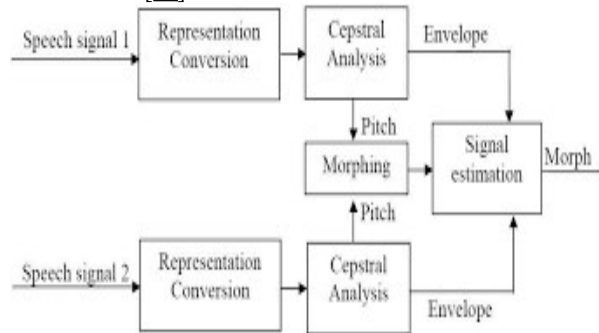 Speech signal 1
Representation
Conversion
Cepstral
Analysis
Envelope
Pitch
Morphing
Signal
estimation
Morph
Pitch
Speech signal 2
Representation
Conversion
Cepstral
Analysis
Envelope